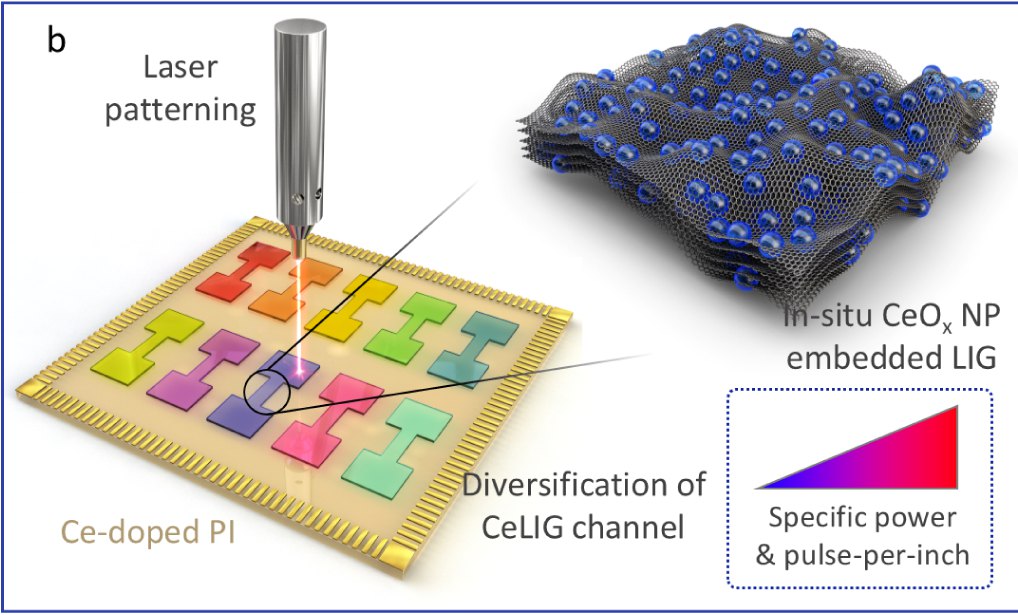 b
Laser
patterning
In-situ CeOₓ NP
embedded LIG
Diversification of
CeLIG channel
Ce-doped PI
Specific power
& pulse-per-inch